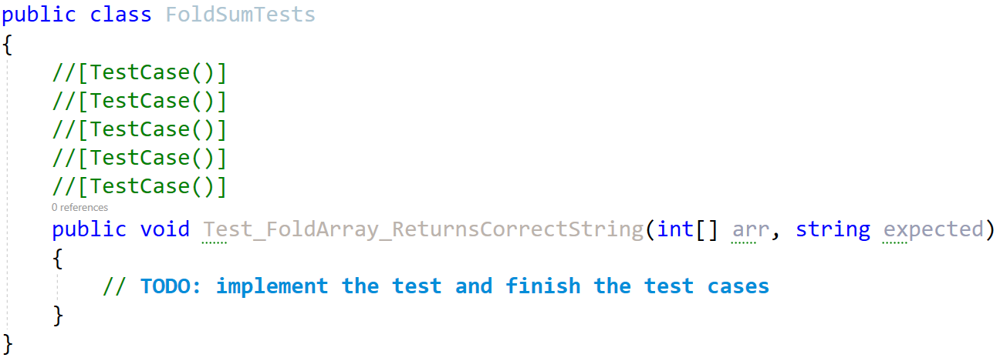 public class FoldSumTests
{
//[TestCase()]
//[TestCase()]
//[TestCase()]
//[TestCase()]
//[TestCase()]
0 references
public void Test_FoldArray_ReturnsCorrectString(int[] arr, string expected)
{
// TODO: implement the test and finish the test cases
}
}